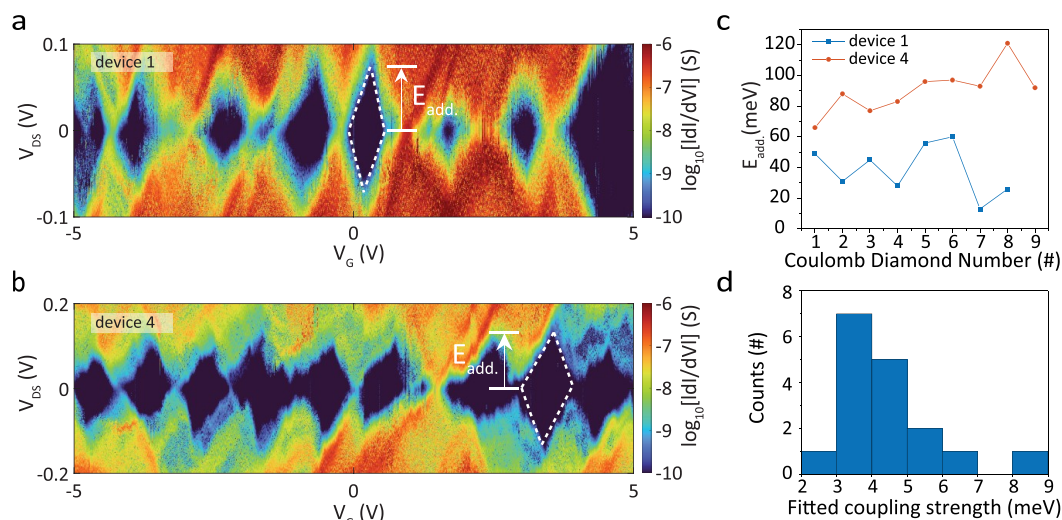 a
device 1
E_add.
0.1
0
-0.1
V_DS (V)
-5
0
5
V_G (V)
-6
-7
-8
-9
-10
log10[|dI/dV|] (S)
b
device 4
E_add.
0.2
0
-0.2
V_DS (V)
-5
0
5
V_G (V)
-6
-7
-8
-9
-10
log10[|dI/dV|] (S)
c
device 1
device 4
120
100
80
60
40
20
0
E_add.(meV)
1 2 3 4 5 6 7 8 9
Coulomb Diamond Number (#)
d
8
6
4
2
0
Counts (#)
2 3 4 5 6 7 8 9
Fitted coupling strength (meV)